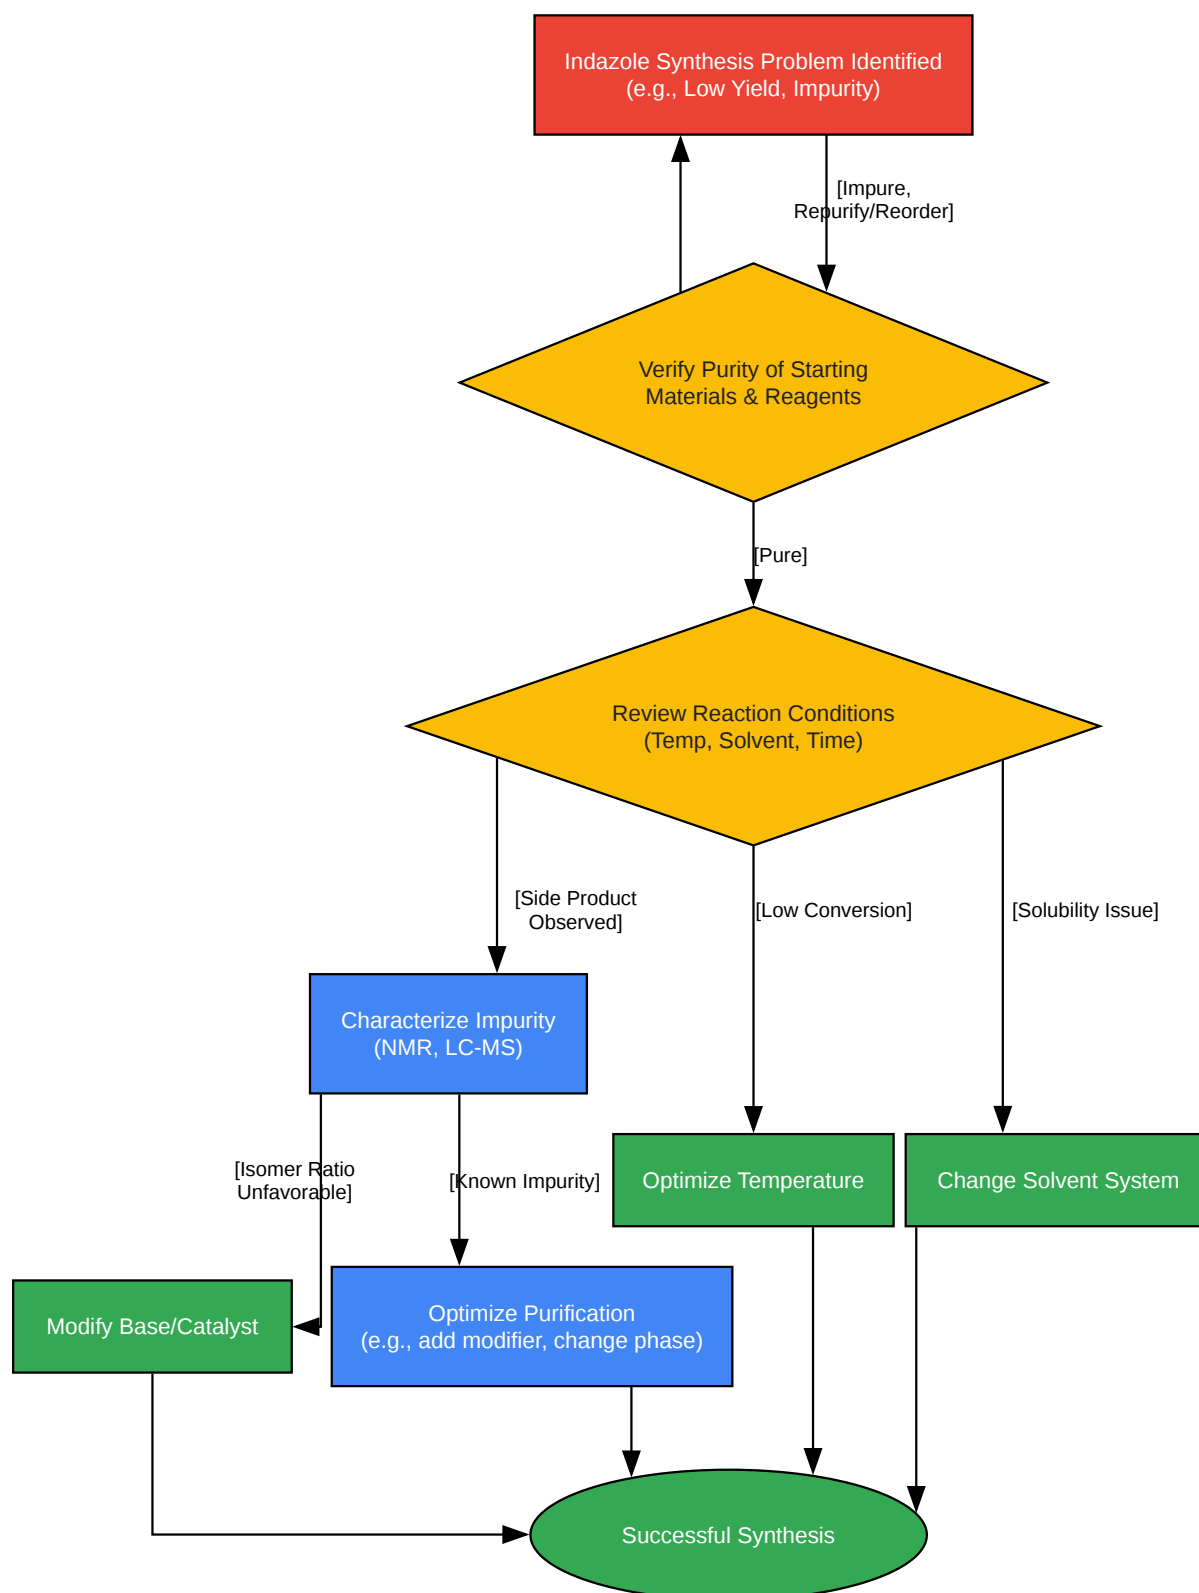 Indazole Synthesis Problem Identified
(e.g., Low Yield, Impurity)
[Impure,
Repurify/Reorder]
Verify Purity of Starting
Materials & Reagents
[Pure]
Review Reaction Conditions
(Temp, Solvent, Time)
[Side Product
Observed]
[Low Conversion]
[Solubility Issue]
Characterize Impurity
(NMR, LC-MS)
[Isomer Ratio
Unfavorable]
[Known Impurity]
Optimize Temperature
Change Solvent System
Modify Base/Catalyst
Optimize Purification
(e.g., add modifier, change phase)
Successful Synthesis